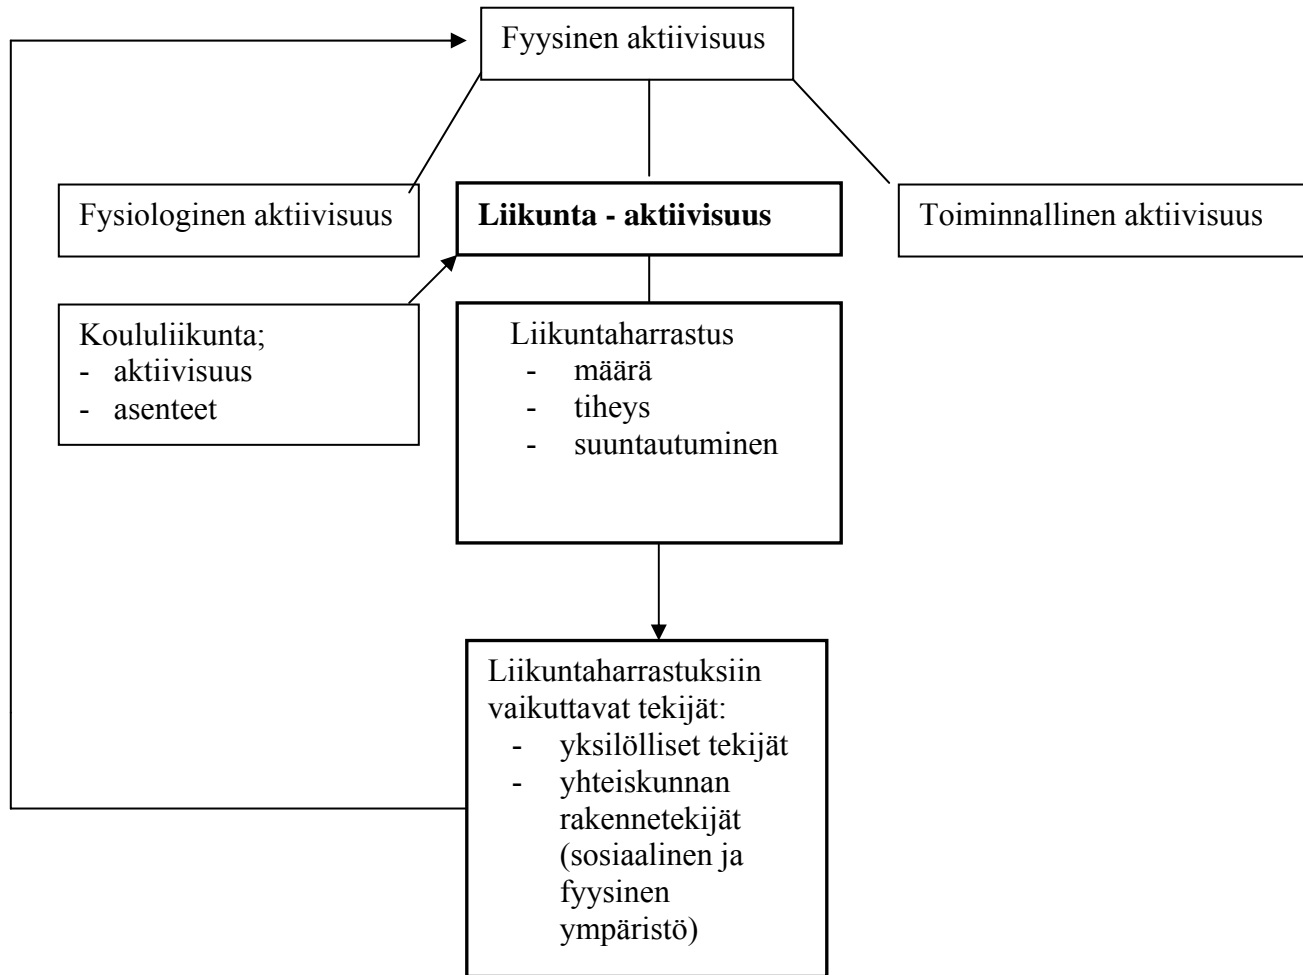 Fyysinen aktiivisuus
Fysiologinen aktiivisuus
Liikunta - aktiivisuus
Toiminnallinen aktiivisuus
Koululiikunta;
- aktiivisuus
- asenteet
Liikuntaharrastus
- määrä
- tiheys
- suuntautuminen
Liikuntaharrastuksiin
vaikuttavat tekijät:
- yksilölliset tekijät
- yhteiskunnan
rakennetekijät
(sosiaalinen ja
fyysinen
ympäristö)